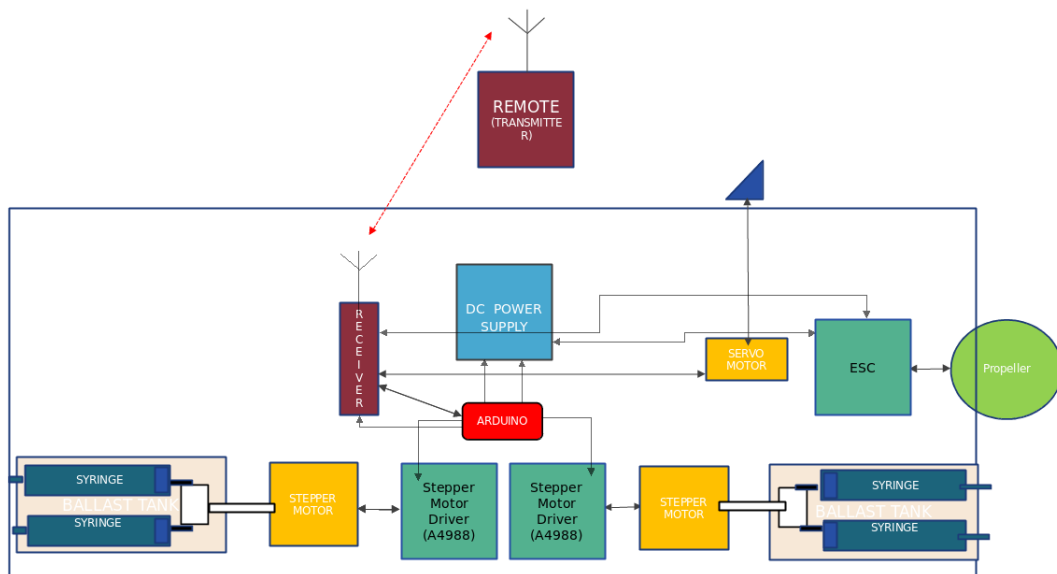 REMOTE
(TRANSMITTE
R)
DC POWER
SUPPLY
R
E
C
E
I
V
E
R
SERVO
MOTOR
ESC
Propeller
ARDUINO
SYRINGE
BALLAST TANK
SYRINGE
STEPPER
MOTOR
Stepper
Motor
Driver
(A4988)
Stepper
Motor
Driver
(A4988)
STEPPER
MOTOR
SYRINGE
BALLAST TANK
SYRINGE